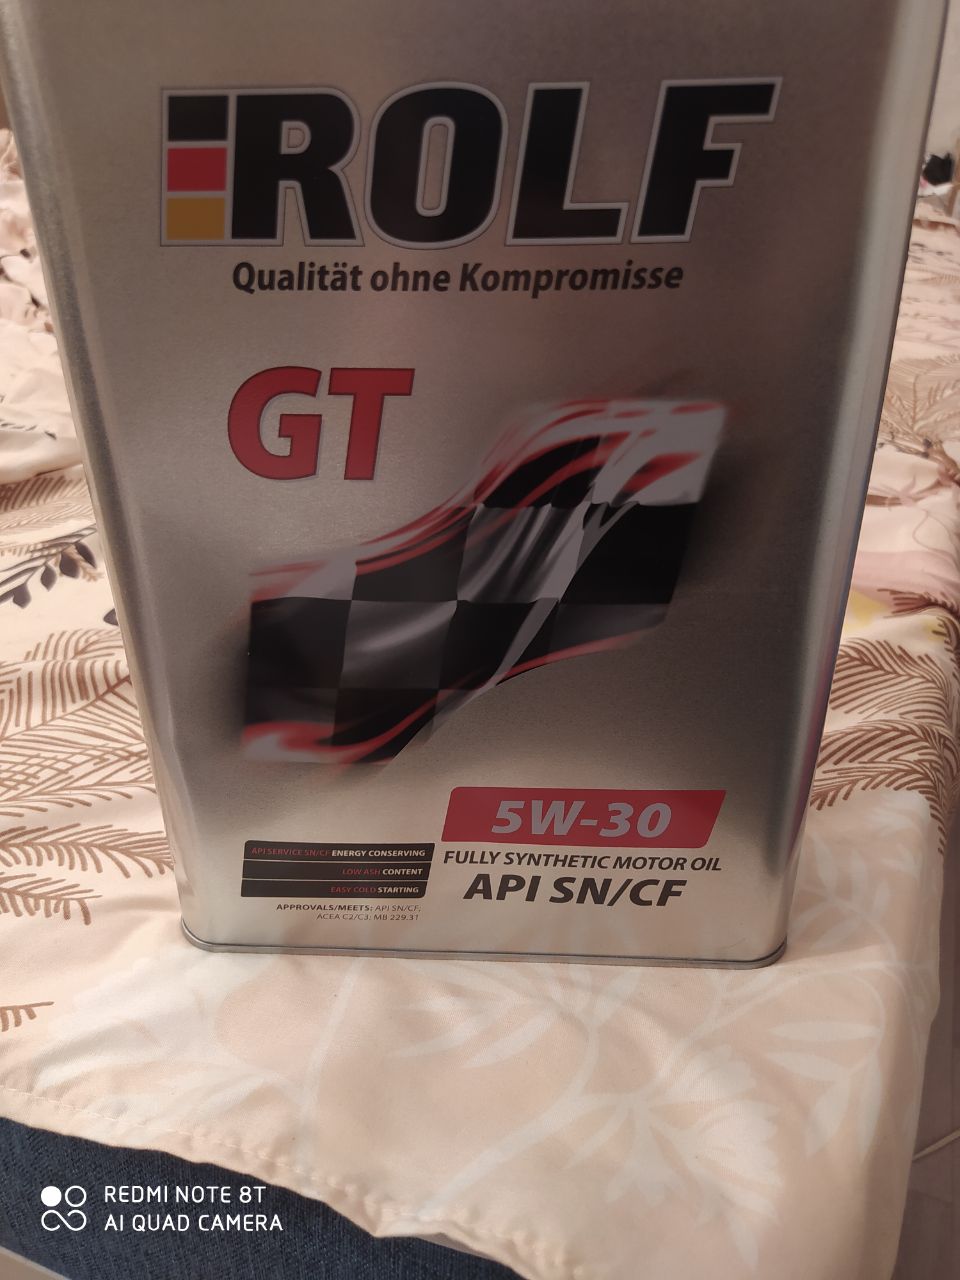 ROLF
Qualität ohne Kompromisse
GT
5W-30
FULLY SYNTHETIC MOTOR OIL
API SN/CF
API SERVICE SN/CF ENERGY CONSERVING
LOW ASH CONTENT
EASY COLD STARTING
APPROVALS/MEETS: API SN/CF;
ACEA C2/C3; MB 229.31
REDMI NOTE 8T
AI QUAD CAMERA